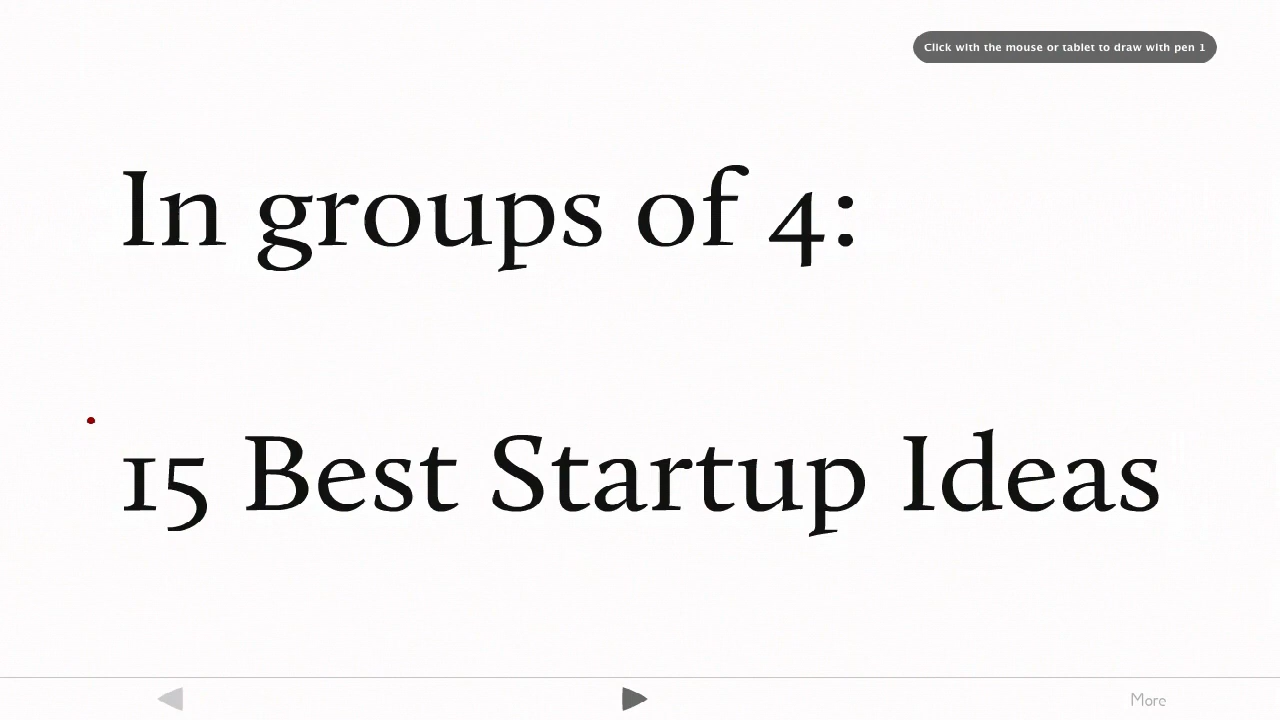 Click with the mouse or tablet to draw with pen 1
In groups of 4:
15 Best Startup Ideas
More